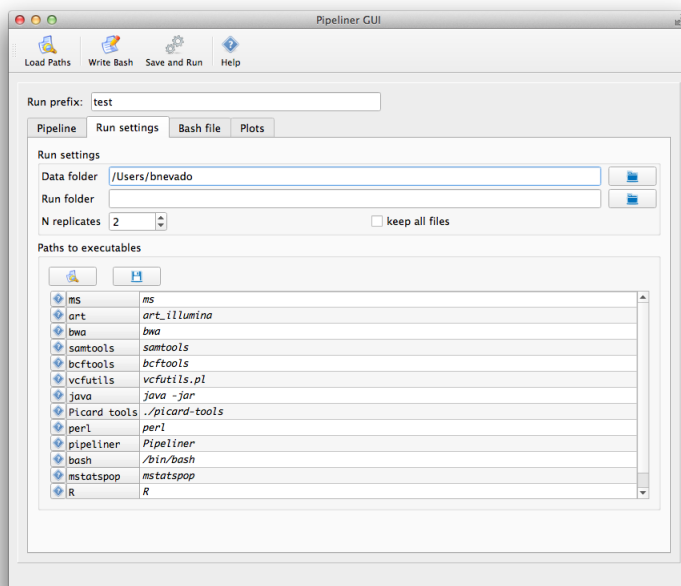 Pipeliner GUI
Load Paths Write Bash Save and Run Help
Run prefix: test
Pipeline Run settings Bash file Plots
Run settings
Data folder /Users/bnevado
Run folder
N replicates 2 keep all files
Paths to executables
ms ms
art art_illumina
bwa bwa
samtools samtools
bcftools bcftools
vcfutils vcfutils.pl
java java -jar
Picard tools ./picard-tools
perl perl
pipeliner Pipeliner
bash /bin/bash
mstatspop mstatspop
R R